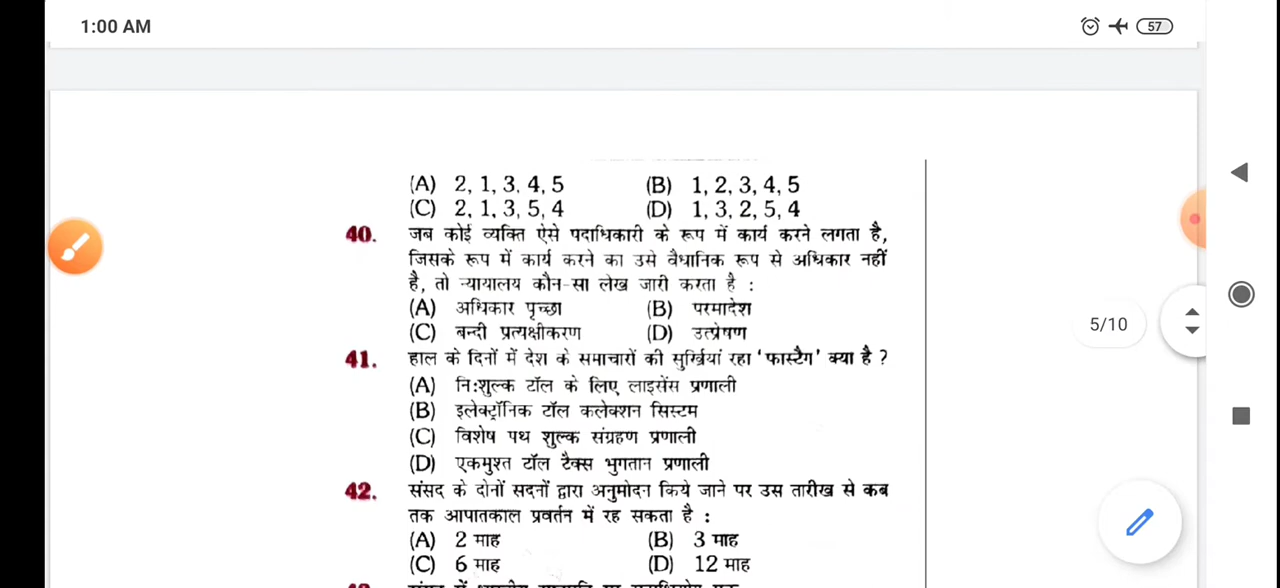 1:00 AM
57
(A) 2, 1, 3, 4, 5 (B) 1, 2, 3, 4, 5
(C) 2, 1, 3, 5, 4 (D) 1, 3, 2, 5, 4
40. जब कोई व्यक्ति ऐसे पदाधिकारी के रूप में कार्य करने लगता है,
जिसके रूप में कार्य करने का उसे वैधानिक रूप से अधिकार नहीं
है, तो न्यायालय कौन-सा लेख जारी करता है :
(A) अधिकार पृच्छा (B) परमादेश
(C) बन्दी प्रत्यक्षीकरण (D) उत्प्रेषण
41. हाल के दिनों में देश के समाचारों की सुर्खियां रहा ‘फास्टैग’ क्या है ?
(A) निःशुल्क टॉल के लिए लाइसेंस प्रणाली
(B) इलेक्ट्रॉनिक टॉल कलेक्शन सिस्टम
(C) विशेष पथ शुल्क संग्रहण प्रणाली
(D) एकमुश्त टॉल टैक्स भुगतान प्रणाली
5/10
42. संसद के दोनों सदनों द्वारा अनुमोदन किये जाने पर उस तारीख से कब
तक आपातकाल प्रवर्तन में रह सकता है :
(A) 2 माह (B) 3 माह
(C) 6 माह (D) 12 माह